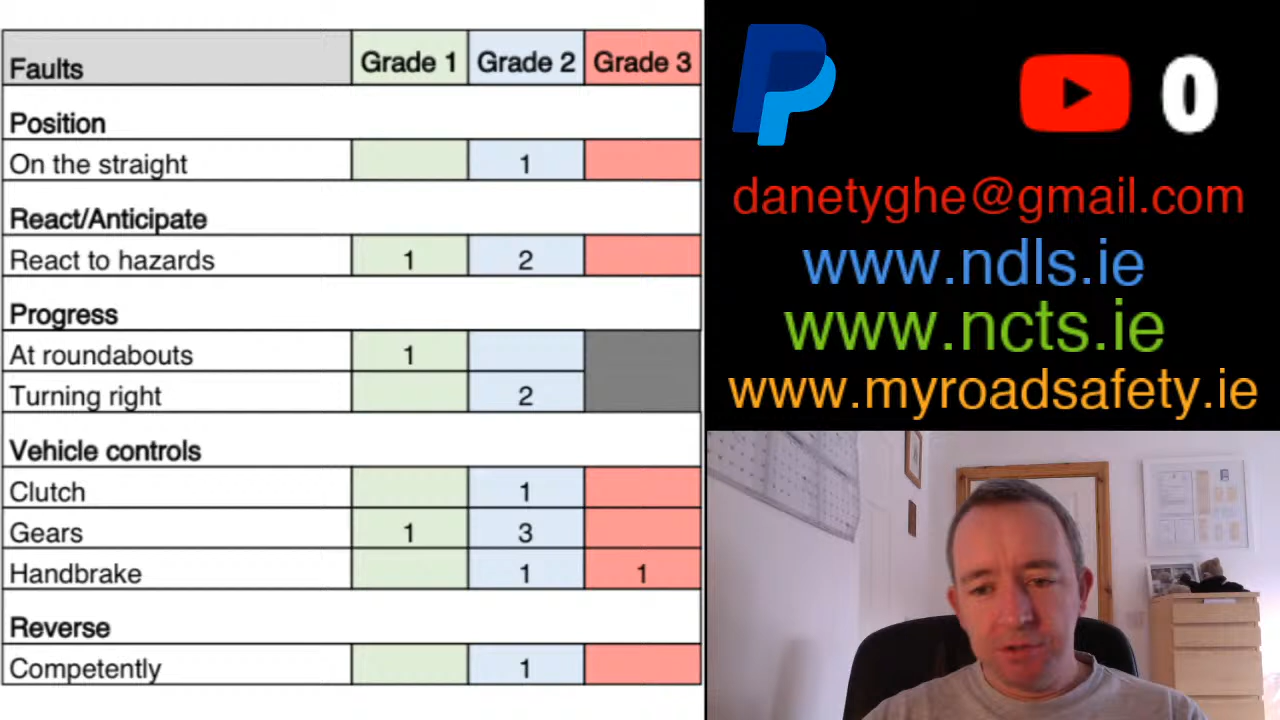 Faults Grade 1 Grade 2 Grade 3
Position
On the straight 1
React/Anticipate
React to hazards 1 2
Progress
At roundabouts 1
Turning right 2
Vehicle controls
Clutch 1
Gears 1 3
Handbrake 1 1
Reverse
Competently 1
0
danetyghe@gmail.com
www.ndls.ie
www.ncts.ie
www.myroadsafety.ie